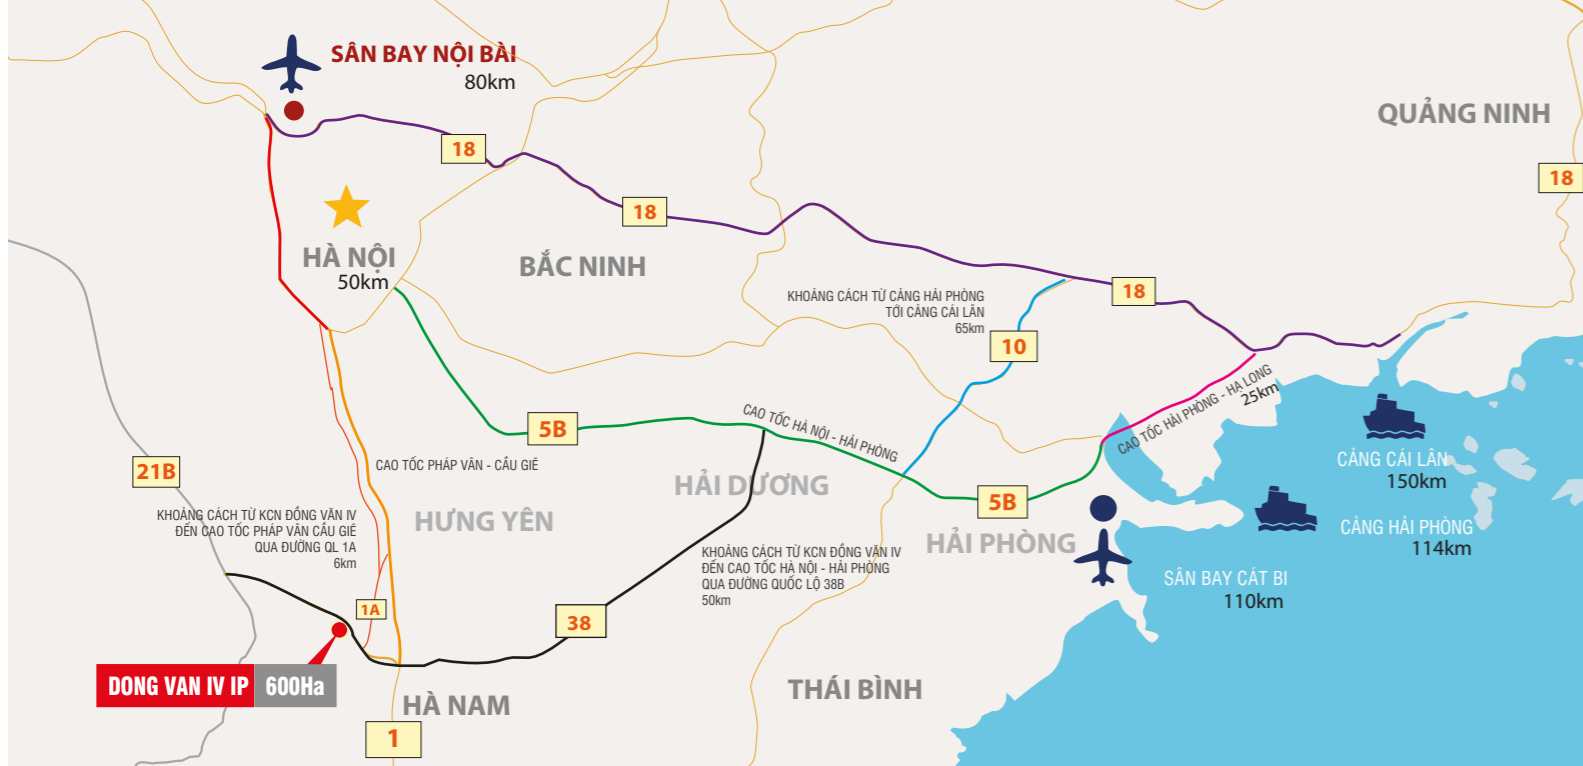 SÂN BAY NỘI BÀI
80km
QUẢNG NINH
18
18
18
HÀ NỘI
50km
BẮC NINH
18
KHOẢNG CÁCH TỪ CẢNG HẢI PHÒNG
TỚI CẢNG CÁI LÂN
65km
10
CAO TỐC HẢI PHÒNG - HẠ LONG
25km
5B
CAO TỐC HÀ NỘI - HẢI PHÒNG
CAO TỐC PHÁP VÂN - CẦU GIẼ
21B
HẢI DƯƠNG
CẢNG CÁI LÂN
150km
5B
KHOẢNG CÁCH TỪ KCN ĐỒNG VĂN IV
ĐẾN CAO TỐC PHÁP VÂN CẦU GIẼ
QUA ĐƯỜNG QL 1A
6km
HƯNG YÊN
HẢI PHÒNG
CẢNG HẢI PHÒNG
114km
KHOẢNG CÁCH TỪ KCN ĐỒNG VĂN IV
ĐẾN CAO TỐC HÀ NỘI - HẢI PHÒNG
QUA ĐƯỜNG QUỐC LỘ 38B
50km
SÂN BAY CÁT BI
110km
1A
38
DONG VAN IV IP
600Ha
HÀ NAM
THÁI BÌNH
1